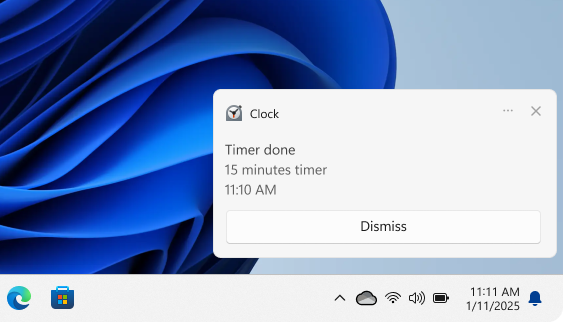 Clock
Timer done
15 minutes timer
11:10 AM
Dismiss
11:11 AM
1/11/2025